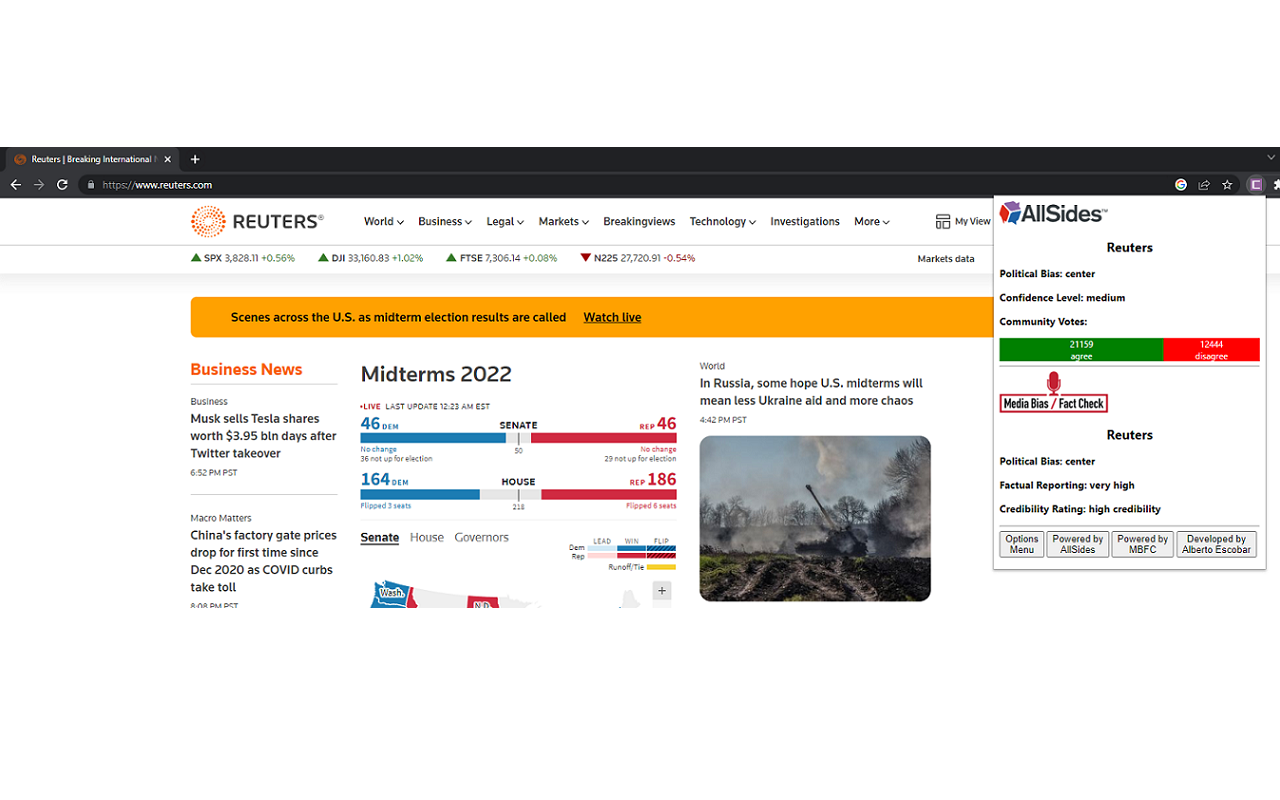 Reuters | Breaking International
https://www.reuters.com
REUTERS®
World
Business
Legal
Markets
Breakingviews
Technology
Investigations
More
My View
SPX 3,828.11 +0.56%
DJI 33,160.83 +1.02%
FTSE 7,306.14 +0.08%
N225 27,720.91 -0.54%
Markets data
Scenes across the U.S. as midterm election results are called
Watch live
Business News
Business
Musk sells Tesla shares
worth $3.95 bln days after
Twitter takeover
6:52 PM PST
Macro Matters
China's factory gate prices
drop for first time since
Dec 2020 as COVID curbs
take toll
8:08 PM PST
Midterms 2022
•LIVE LAST UPDATE 12:23 AM EST
46 DEM
SENATE
REP 46
No change
36 not up for election
50
No change
29 not up for election
164 DEM
HOUSE
REP 186
Flipped 3 seats
218
Flipped 6 seats
Senate
House
Governors
LEAD WIN FLIP
Dem
Rep
Runoff/Tie
Wash.
N.D.
+
World
In Russia, some hope U.S. midterms will
mean less Ukraine aid and more chaos
4:42 PM PST
AllSides™
Reuters
Political Bias: center
Confidence Level: medium
Community Votes:
21159
agree
12444
disagree
Media Bias / Fact Check
Reuters
Political Bias: center
Factual Reporting: very high
Credibility Rating: high credibility
Options
Menu
Powered by
AllSides
Powered by
MBFC
Developed by
Alberto Escobar